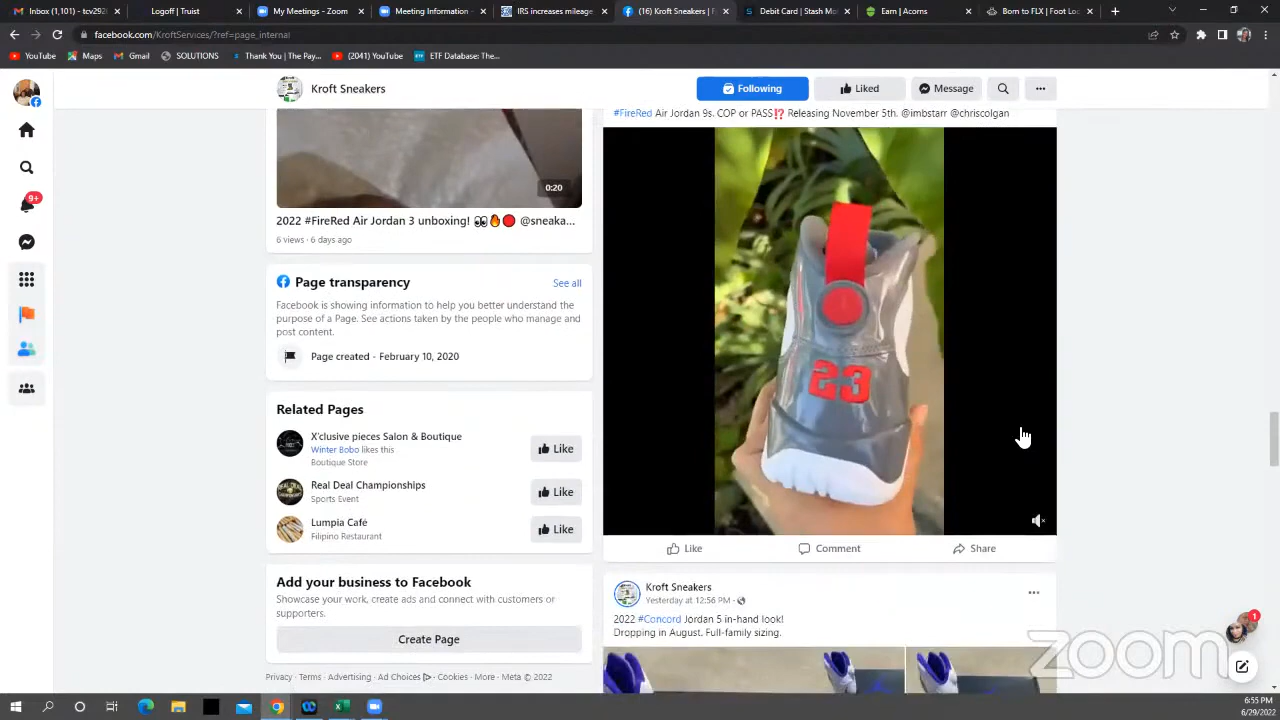 Inbox (1,101) - tcv292
Logoff | Trust
My Meetings - Zoom
Meeting Information -
IRS increases mileage
(16) Kroft Sneakers | F
Debit Card | Stash
Earn | Acorns
Born to FLX | Foot Lo
facebook.com/KroftServices/?ref=page_internal
YouTube
Maps
Gmail
SOLUTIONS
Thank You | The Pay...
(2041) YouTube
ETF Database: The...
Kroft Sneakers
Following
Liked
Message
9+
0:20
2022 #FireRed Air Jordan 3 unboxing! 👀🔥🔴 @sneaka...
6 views · 6 days ago
Page transparency
See all
Facebook is showing information to help you better understand the
purpose of a Page. See actions taken by the people who manage and
post content.
Page created - February 10, 2020
Related Pages
X'clusive pieces Salon & Boutique
Winter Bobo likes this
Boutique Store
Like
Real Deal Championships
Sports Event
Like
Lumpia Café
Filipino Restaurant
Like
Add your business to Facebook
Showcase your work, create ads and connect with customers or
supporters.
Create Page
Privacy · Terms · Advertising · Ad Choices · Cookies · More · Meta © 2022
#FireRed Air Jordan 9s. COP or PASS⁉️ Releasing November 5th. @imbstarr @chriscolgan
23
Like
Comment
Share
Kroft Sneakers
Yesterday at 12:56 PM ·
2022 #Concord Jordan 5 in-hand look!
Dropping in August. Full-family sizing.
1
zoom
6:55 PM
6/29/2022